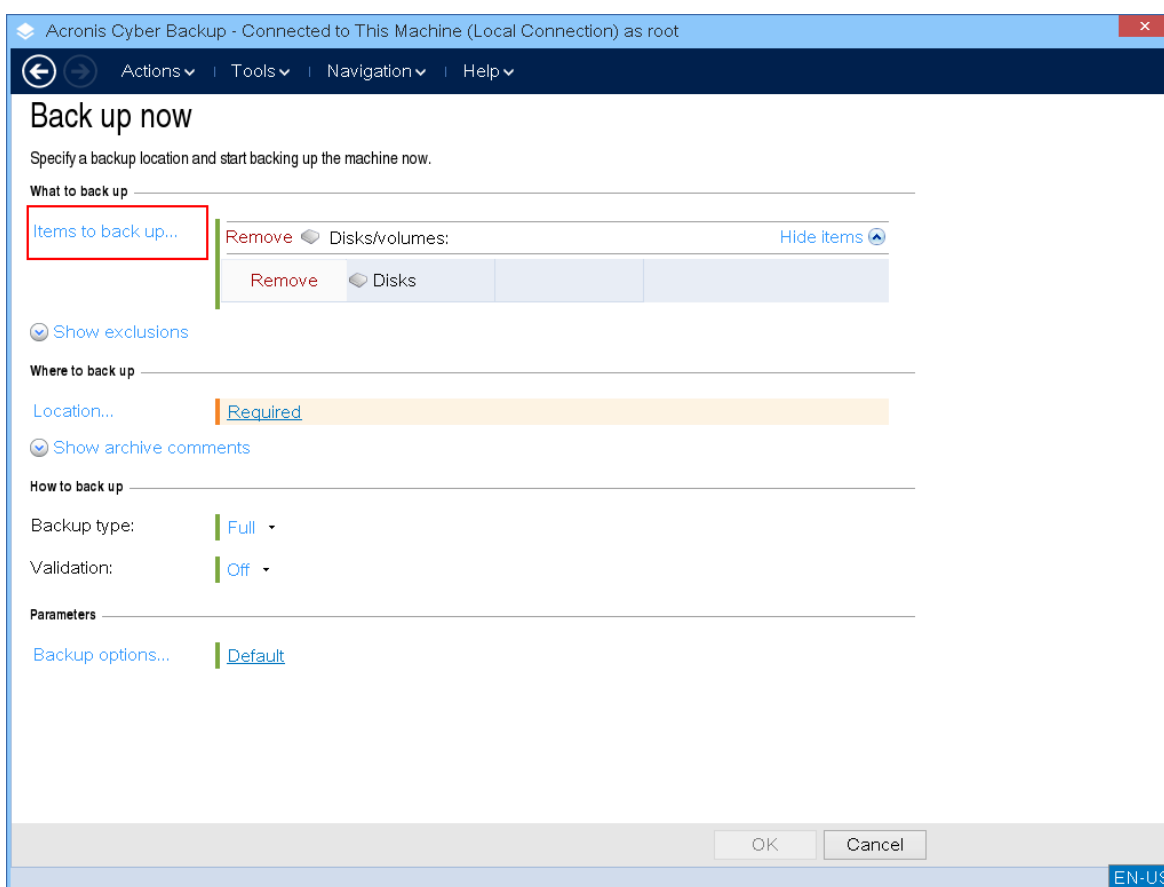 Acronis Cyber Backup - Connected to This Machine (Local Connection) as root
Actions Tools Navigation Help
Back up now
Specify a backup location and start backing up the machine now.
What to back up
Items to back up... Remove Disks/volumes: Hide items
Remove Disks
Show exclusions
Where to back up
Location... Required
Show archive comments
How to back up
Backup type: Full
Validation: Off
Parameters
Backup options... Default
OK Cancel
EN-US